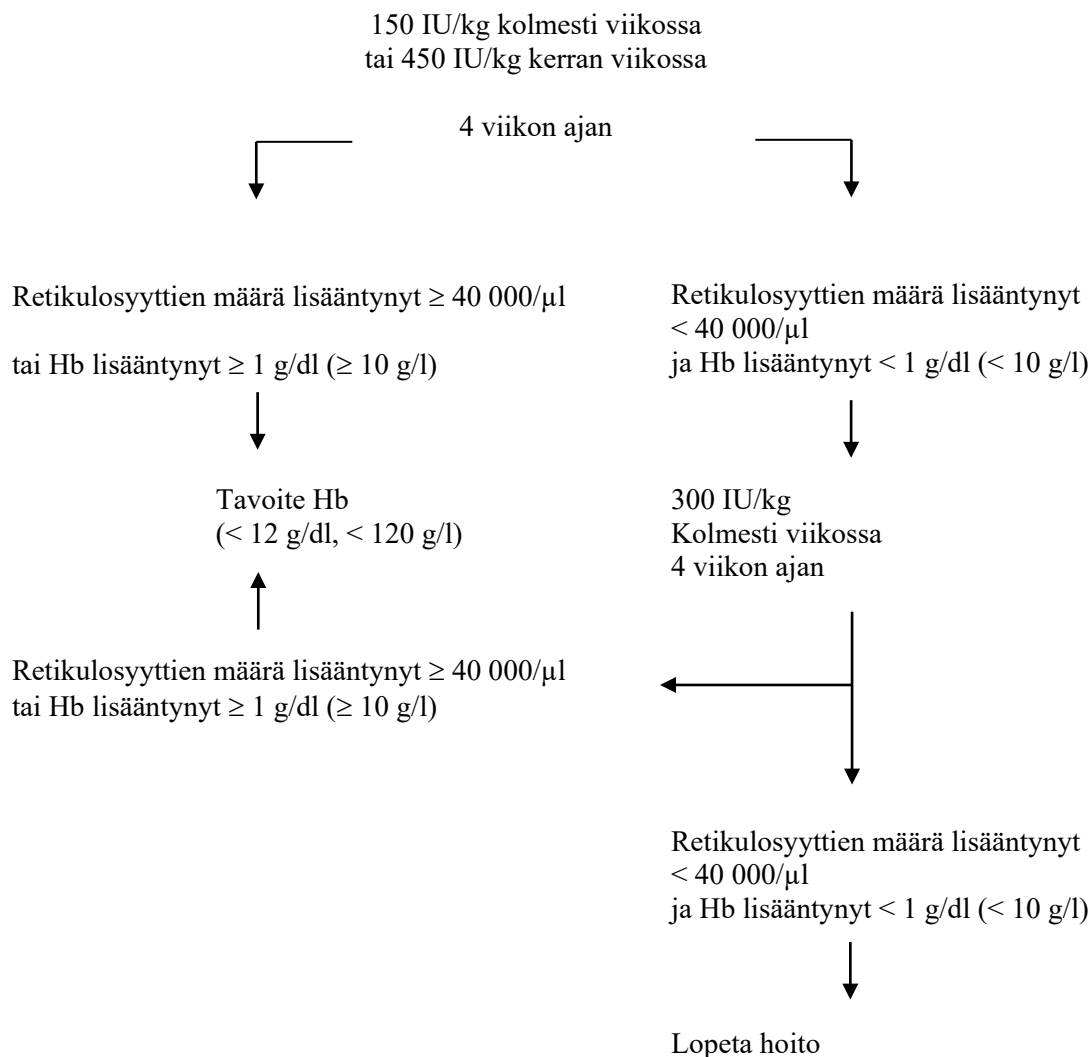 150 IU/kg kolmesti viikossa
tai 450 IU/kg kerran viikossa
4 viikon ajan
Retikulosyyttien määrä lisääntynyt ≥ 40 000/µl
tai Hb lisääntynyt ≥ 1 g/dl (≥ 10 g/l)
Retikulosyyttien määrä lisääntynyt
< 40 000/µl
ja Hb lisääntynyt < 1 g/dl (< 10 g/l)
Tavoite Hb
(< 12 g/dl, < 120 g/l)
300 IU/kg
Kolmesti viikossa
4 viikon ajan
Retikulosyyttien määrä lisääntynyt ≥ 40 000/µl
tai Hb lisääntynyt ≥ 1 g/dl (≥ 10 g/l)
Retikulosyyttien määrä lisääntynyt
< 40 000/µl
ja Hb lisääntynyt < 1 g/dl (< 10 g/l)
Lopeta hoito